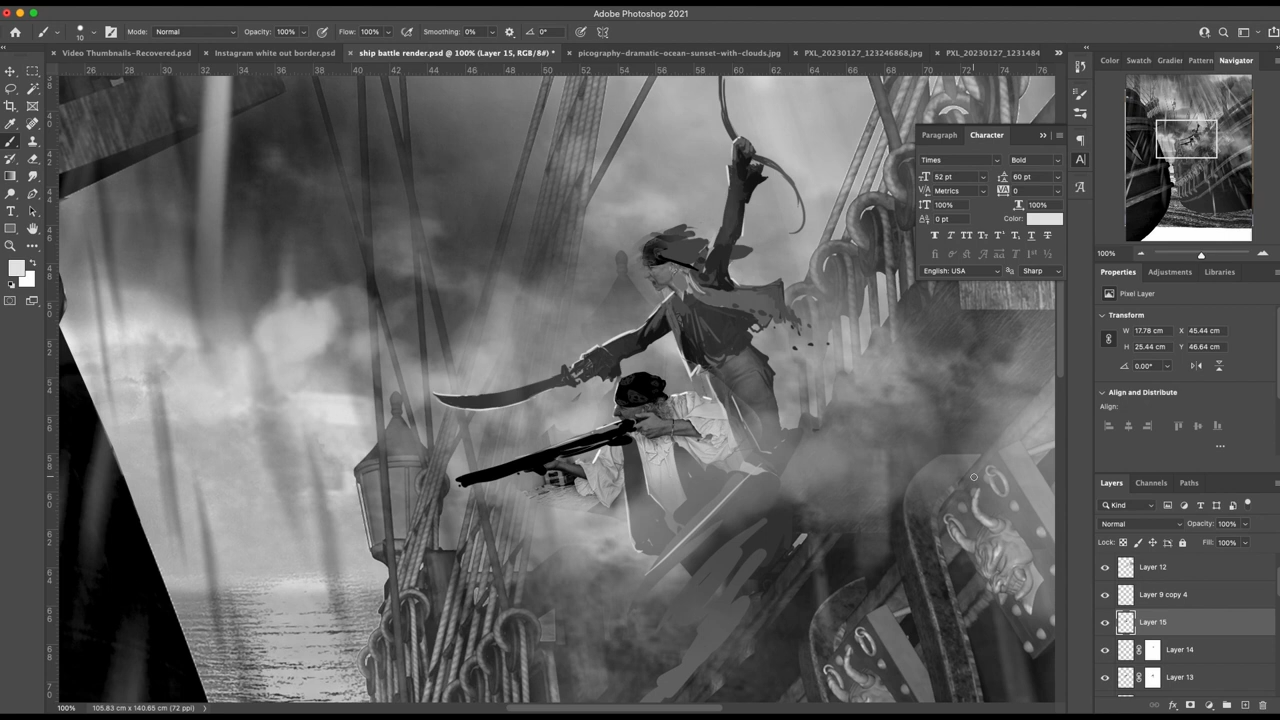 Adobe Photoshop 2021
10 Mode: Normal Opacity: 100% Flow: 100% Smoothing: 0% 0°
Video Thumbnails-Recovered.psd Instagram white out border.psd ship battle render.psd @ 100% (Layer 15, RGB/8#) * picography-dramatic-ocean-sunset-with-clouds.jpg PXL_20230127_123246868.jpg PXL_20230127_1231484
26 28 30 32 34 36 38 40 42 44 46 48 50 52 54 56 58 60 62 64 66 68 70 72 74 76
Color Swatch Gradier Pattern Navigator
Paragraph Character
Times Bold
52 pt 60 pt
Metrics 0
100% 100%
0 pt Color:
English: USA Sharp
100%
Properties Adjustments Libraries
Pixel Layer
Transform
W 17.78 cm X 45.44 cm
H 25.44 cm Y 46.64 cm
0.00°
Align and Distribute
Align:
Layers Channels Paths
Kind
Normal Opacity: 100%
Lock: Fill: 100%
Layer 12
Layer 9 copy 4
Layer 15
Layer 14
Layer 13
100% 105.83 cm x 140.65 cm (72 ppi)